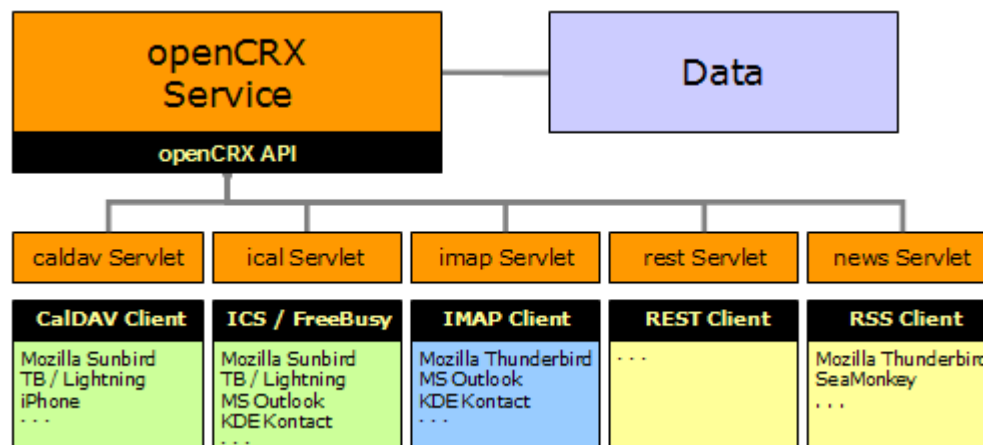 openCRX
Service
Data
openCRX API
caldav Servlet
ical Servlet
imap Servlet
rest Servlet
news Servlet
CalDAV Client
Mozilla Sunbird
TB / Lightning
iPhone
. . .
ICS / FreeBusy
Mozilla Sunbird
TB / Lightning
MS Outlook
KDE Kontact
. . .
IMAP Client
Mozilla Thunderbird
MS Outlook
KDE Kontact
. . .
REST Client
. . .
RSS Client
Mozilla Thunderbird
SeaMonkey
. . .